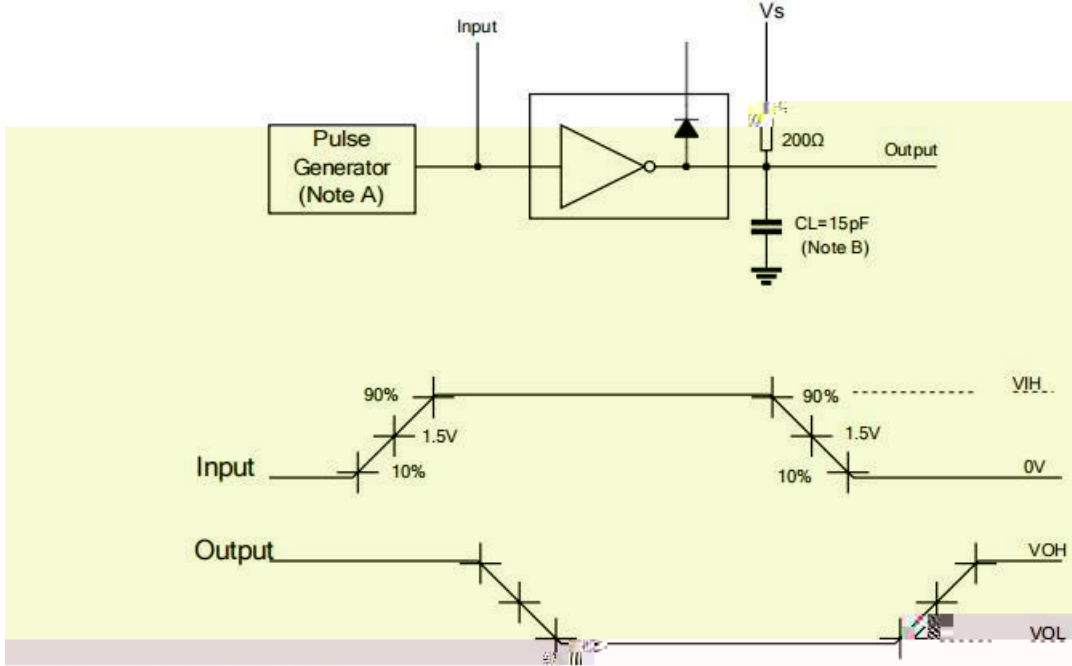 Vs
Input
Pulse
Generator
(Note A)
200Ω
Output
CL=15pF
(Note B)
90%
90%
VIH
1.5V
1.5V
Input
10%
10%
0V
Output
VOH
VOL